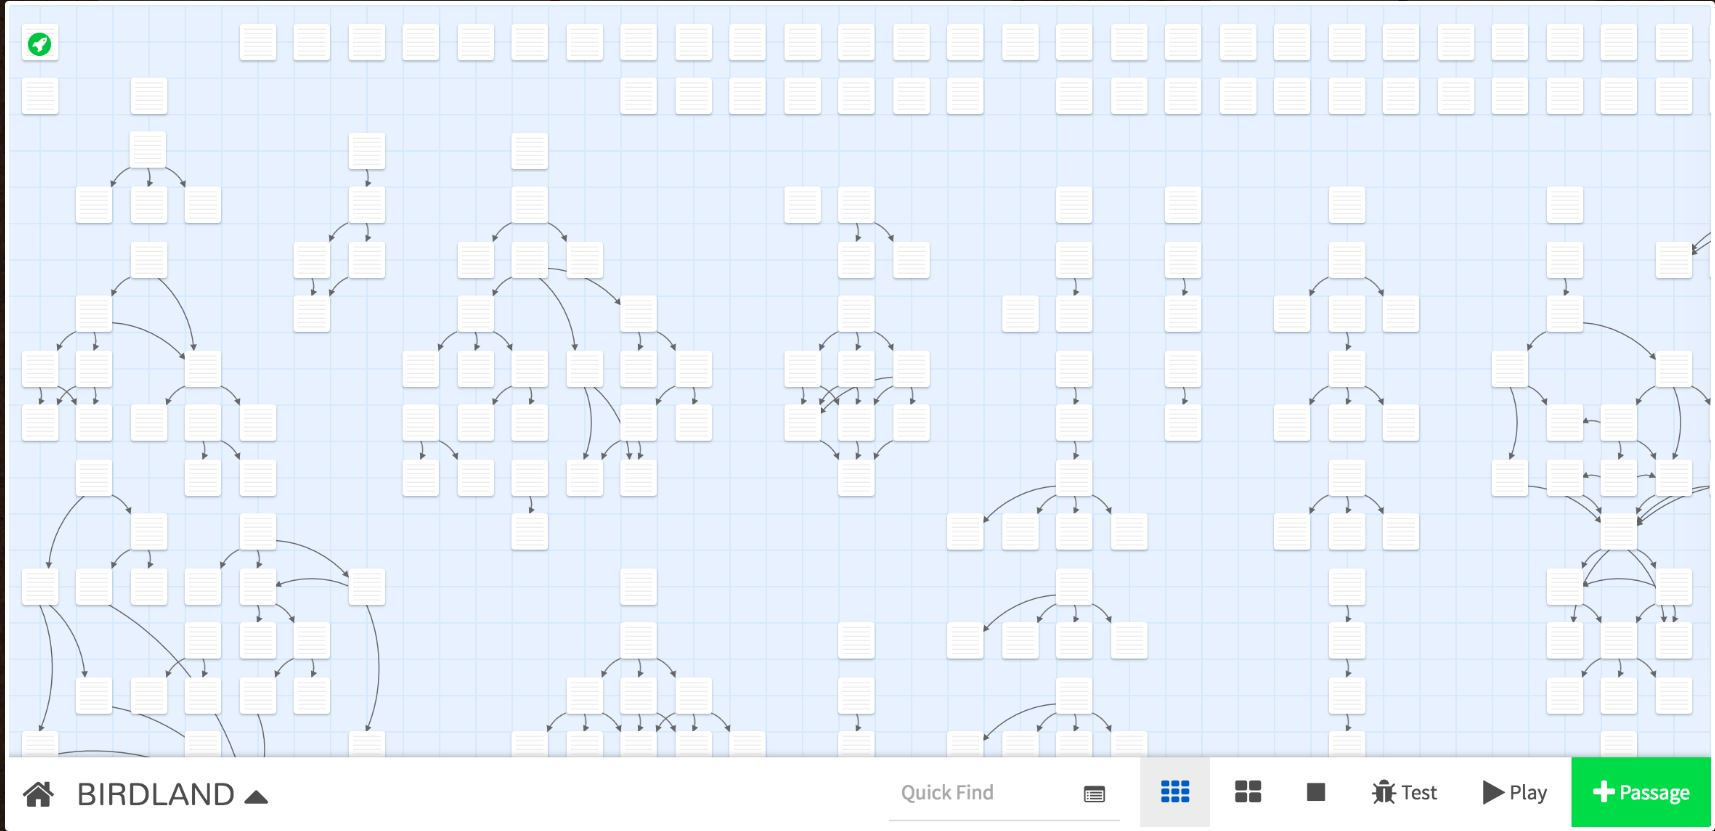 BIRDLAND
Quick Find
Test
Play
Passage